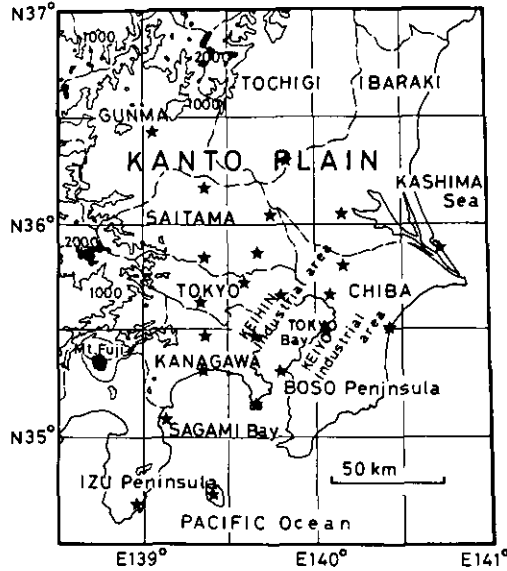 N37°
1000
2000
TOCHIGI
IBARAKI
1000
GUNMA
KANTO PLAIN
KASHIMA
Sea
N36°
SAITAMA
2000
1000
TOKYO
CHIBA
KEIHIN
Industrial area
TOKYO
Bay
KEIYO
Industrial area
Mt.Fuji
KANAGAWA
BOSO Peninsula
N35°
SAGAMI Bay
IZU Peninsula
50 km
PACIFIC Ocean
E139°
E140°
E141°